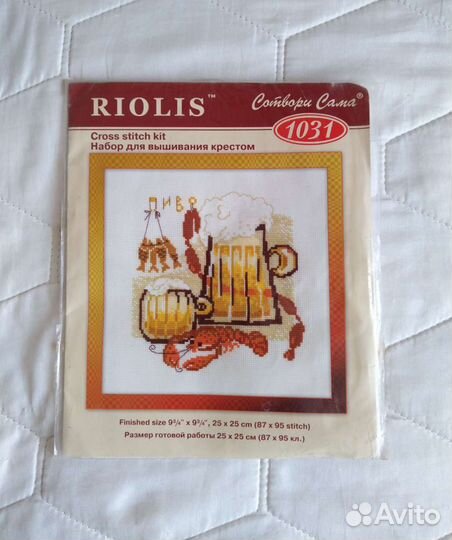 RIOLIS™ Сотвори Сама®
Cross stitch kit 1031
Набор для вышивания крестом
ПИВО
Finished size 9³/₄" x 9³/₄", 25 x 25 cm (87 x 95 stitch)
Размер готовой работы 25 x 25 см (87 x 95 кл.)
Avito